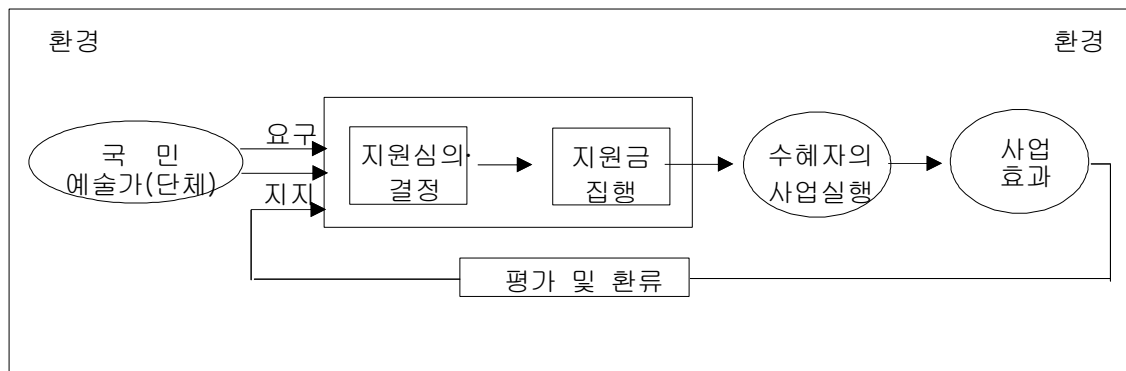 환경
환경
국 민
예술가(단체)
요구
지지
지원심의
결정
지원금
집행
수혜자의
사업실행
사업
효과
평가 및 환류